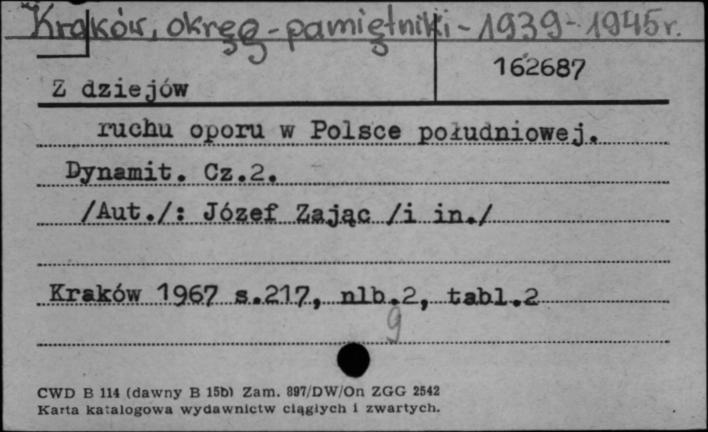 Kraków, okręg - pamiętniki - 1939-1945 r.
162687
Z dziejów
ruchu oporu w Polsce południowej.
Dynamit. Cz.2.
/Aut./: Józef Zając /i in./
Kraków 1967 s.217, nlb.2, tabl.2
9
CWD B 114 (dawny B 15b) Zam. 897/DW/On ZGG 2542
Karta katalogowa wydawnictw ciągłych i zwartych.